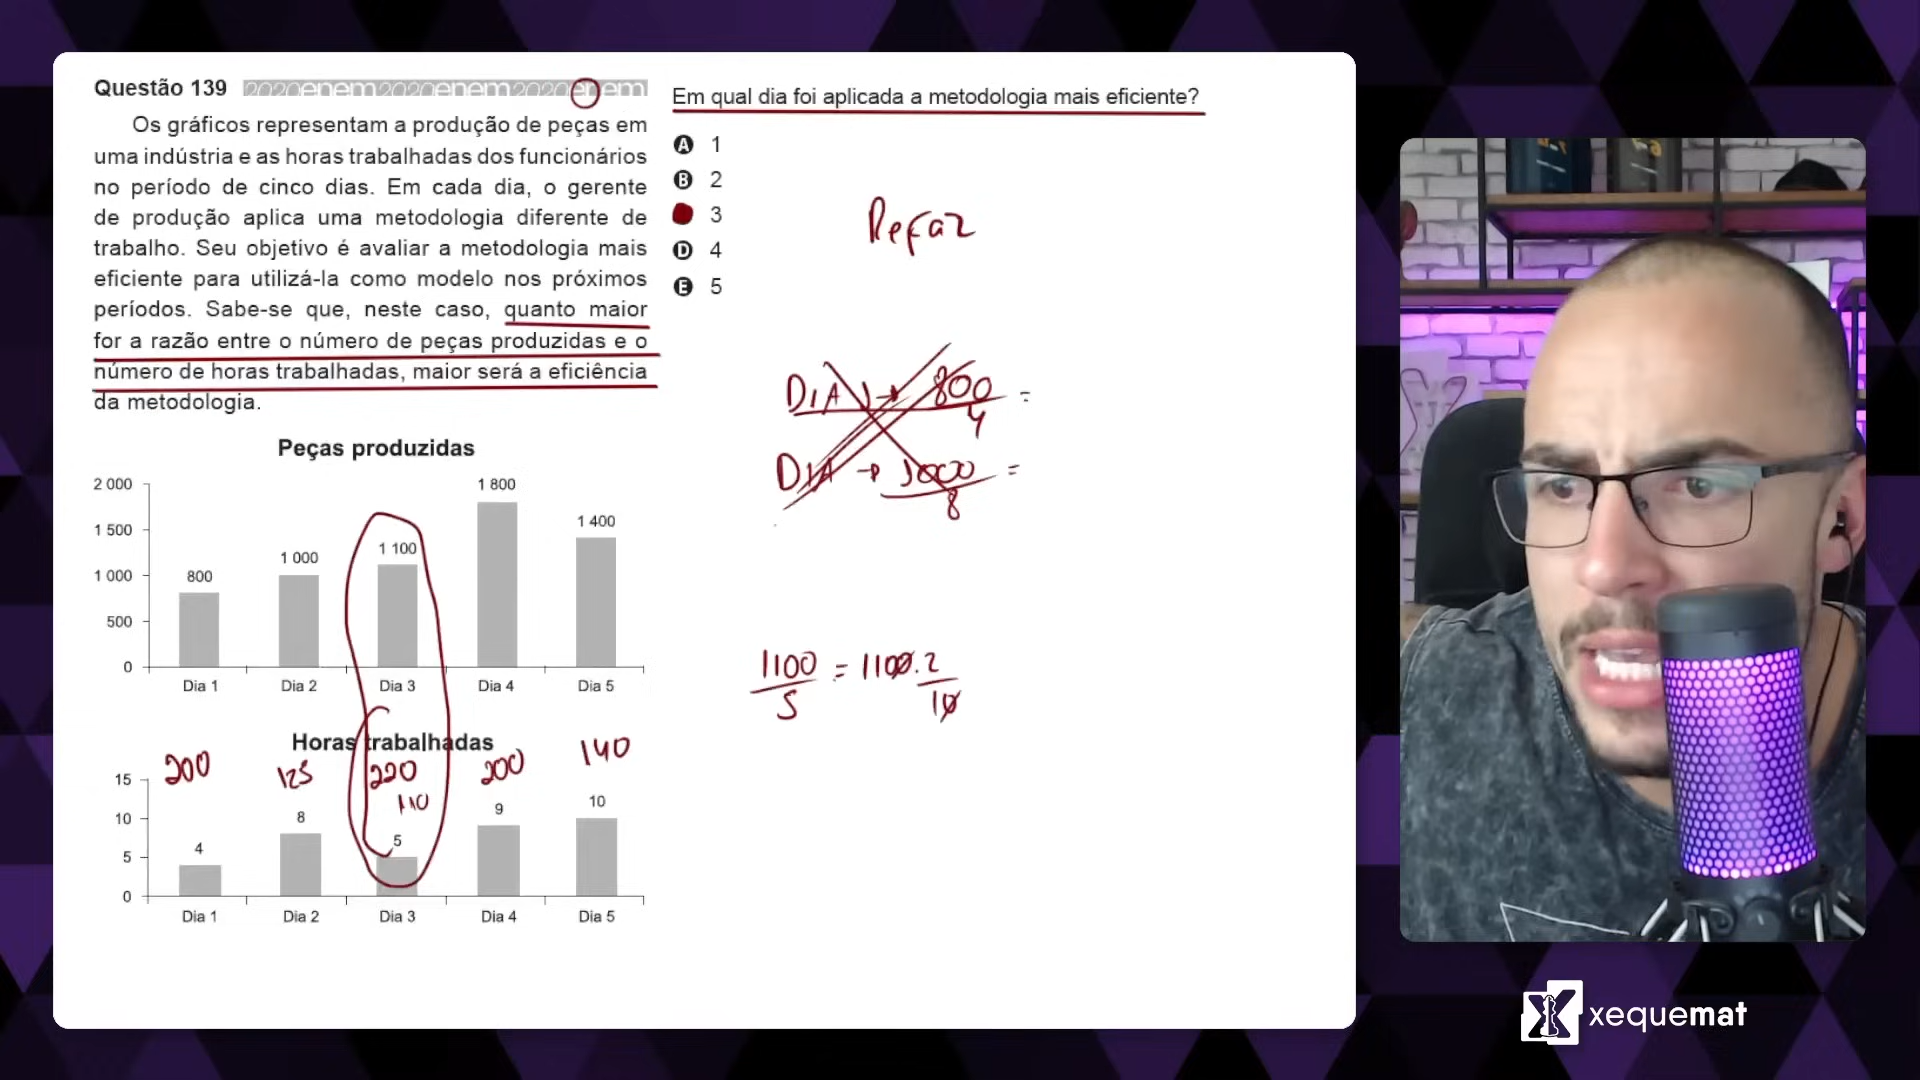 Questão 139 2020enem2020enem2020enem
Os gráficos representam a produção de peças em
uma indústria e as horas trabalhadas dos funcionários
no período de cinco dias. Em cada dia, o gerente
de produção aplica uma metodologia diferente de
trabalho. Seu objetivo é avaliar a metodologia mais
eficiente para utilizá-la como modelo nos próximos
períodos. Sabe-se que, neste caso, quanto maior
for a razão entre o número de peças produzidas e o
número de horas trabalhadas, maior será a eficiência
da metodologia.
Peças produzidas
2 000
1 500
1 000
500
0
800
1 000
1 100
1 800
1 400
Dia 1 Dia 2 Dia 3 Dia 4 Dia 5
Horas trabalhadas
200 125 220 200 140
110
15
10
5
0
4
8
5
9
10
Dia 1 Dia 2 Dia 3 Dia 4 Dia 5
Em qual dia foi aplicada a metodologia mais eficiente?
A 1
B 2
3
D 4
E 5
Refaz
DIA 1 → 800 =
4
DIA → 1000 =
8
1100 = 1100.2
5 10
xequemat